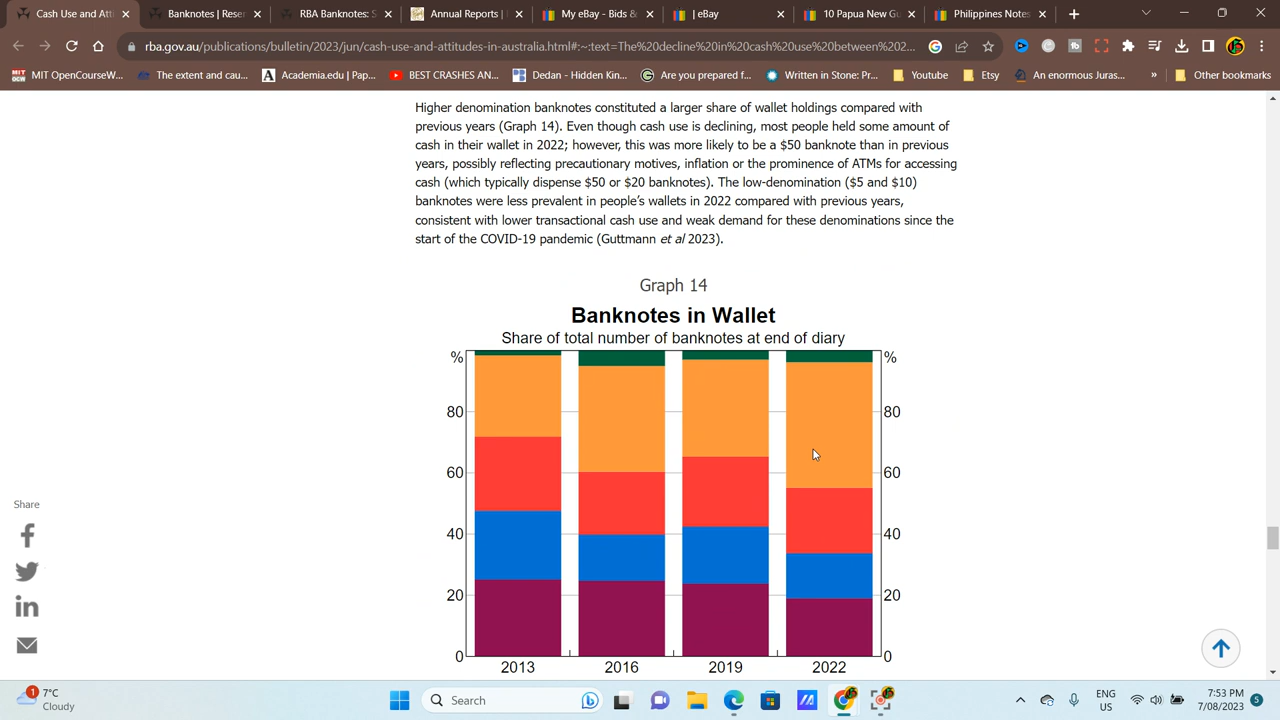 Cash Use and Atti
Banknotes | Rese
RBA Banknotes: S
Annual Reports |
My eBay - Bids &
| eBay
10 Papua New Gu
Philippines Notes
rba.gov.au/publications/bulletin/2023/jun/cash-use-and-attitudes-in-australia.html#:~:text=The%20decline%20in%20cash%20use%20between%20...
MIT OpenCourseW...
The extent and cau...
Academia.edu | Pap...
BEST CRASHES AN...
Dedan - Hidden Kin...
Are you prepared f...
Written in Stone: Pr...
Youtube
Etsy
An enormous Juras...
»
Other bookmarks
Higher denomination banknotes constituted a larger share of wallet holdings compared with
previous years (Graph 14). Even though cash use is declining, most people held some amount of
cash in their wallet in 2022; however, this was more likely to be a $50 banknote than in previous
years, possibly reflecting precautionary motives, inflation or the prominence of ATMs for accessing
cash (which typically dispense $50 or $20 banknotes). The low-denomination ($5 and $10)
banknotes were less prevalent in people's wallets in 2022 compared with previous years,
consistent with lower transactional cash use and weak demand for these denominations since the
start of the COVID-19 pandemic (Guttmann et al 2023).
Graph 14
Banknotes in Wallet
Share of total number of banknotes at end of diary
% %
80 80
60 60
40 40
20 20
0 0
2013 2016 2019 2022
Share
1
7°C
Cloudy
Search
ENG
US
7:53 PM
7/08/2023
5